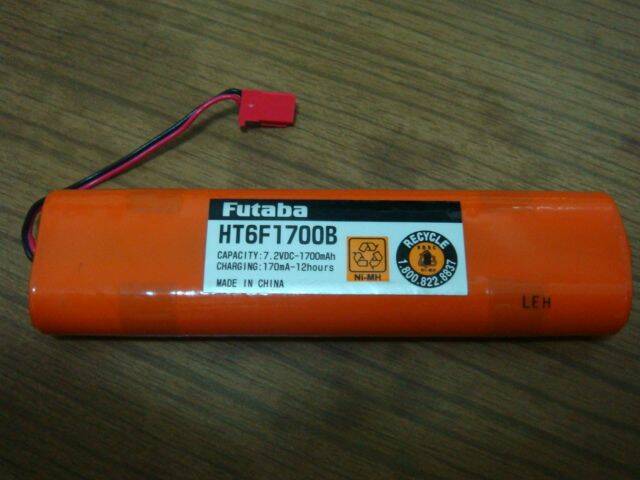 Futaba
HT6F1700B
CAPACITY:7.2VDC-1700mAh
CHARGING:170mA-12hours
MADE IN CHINA
Ni-MH
RECYCLE
1.800.822.8837
LEH